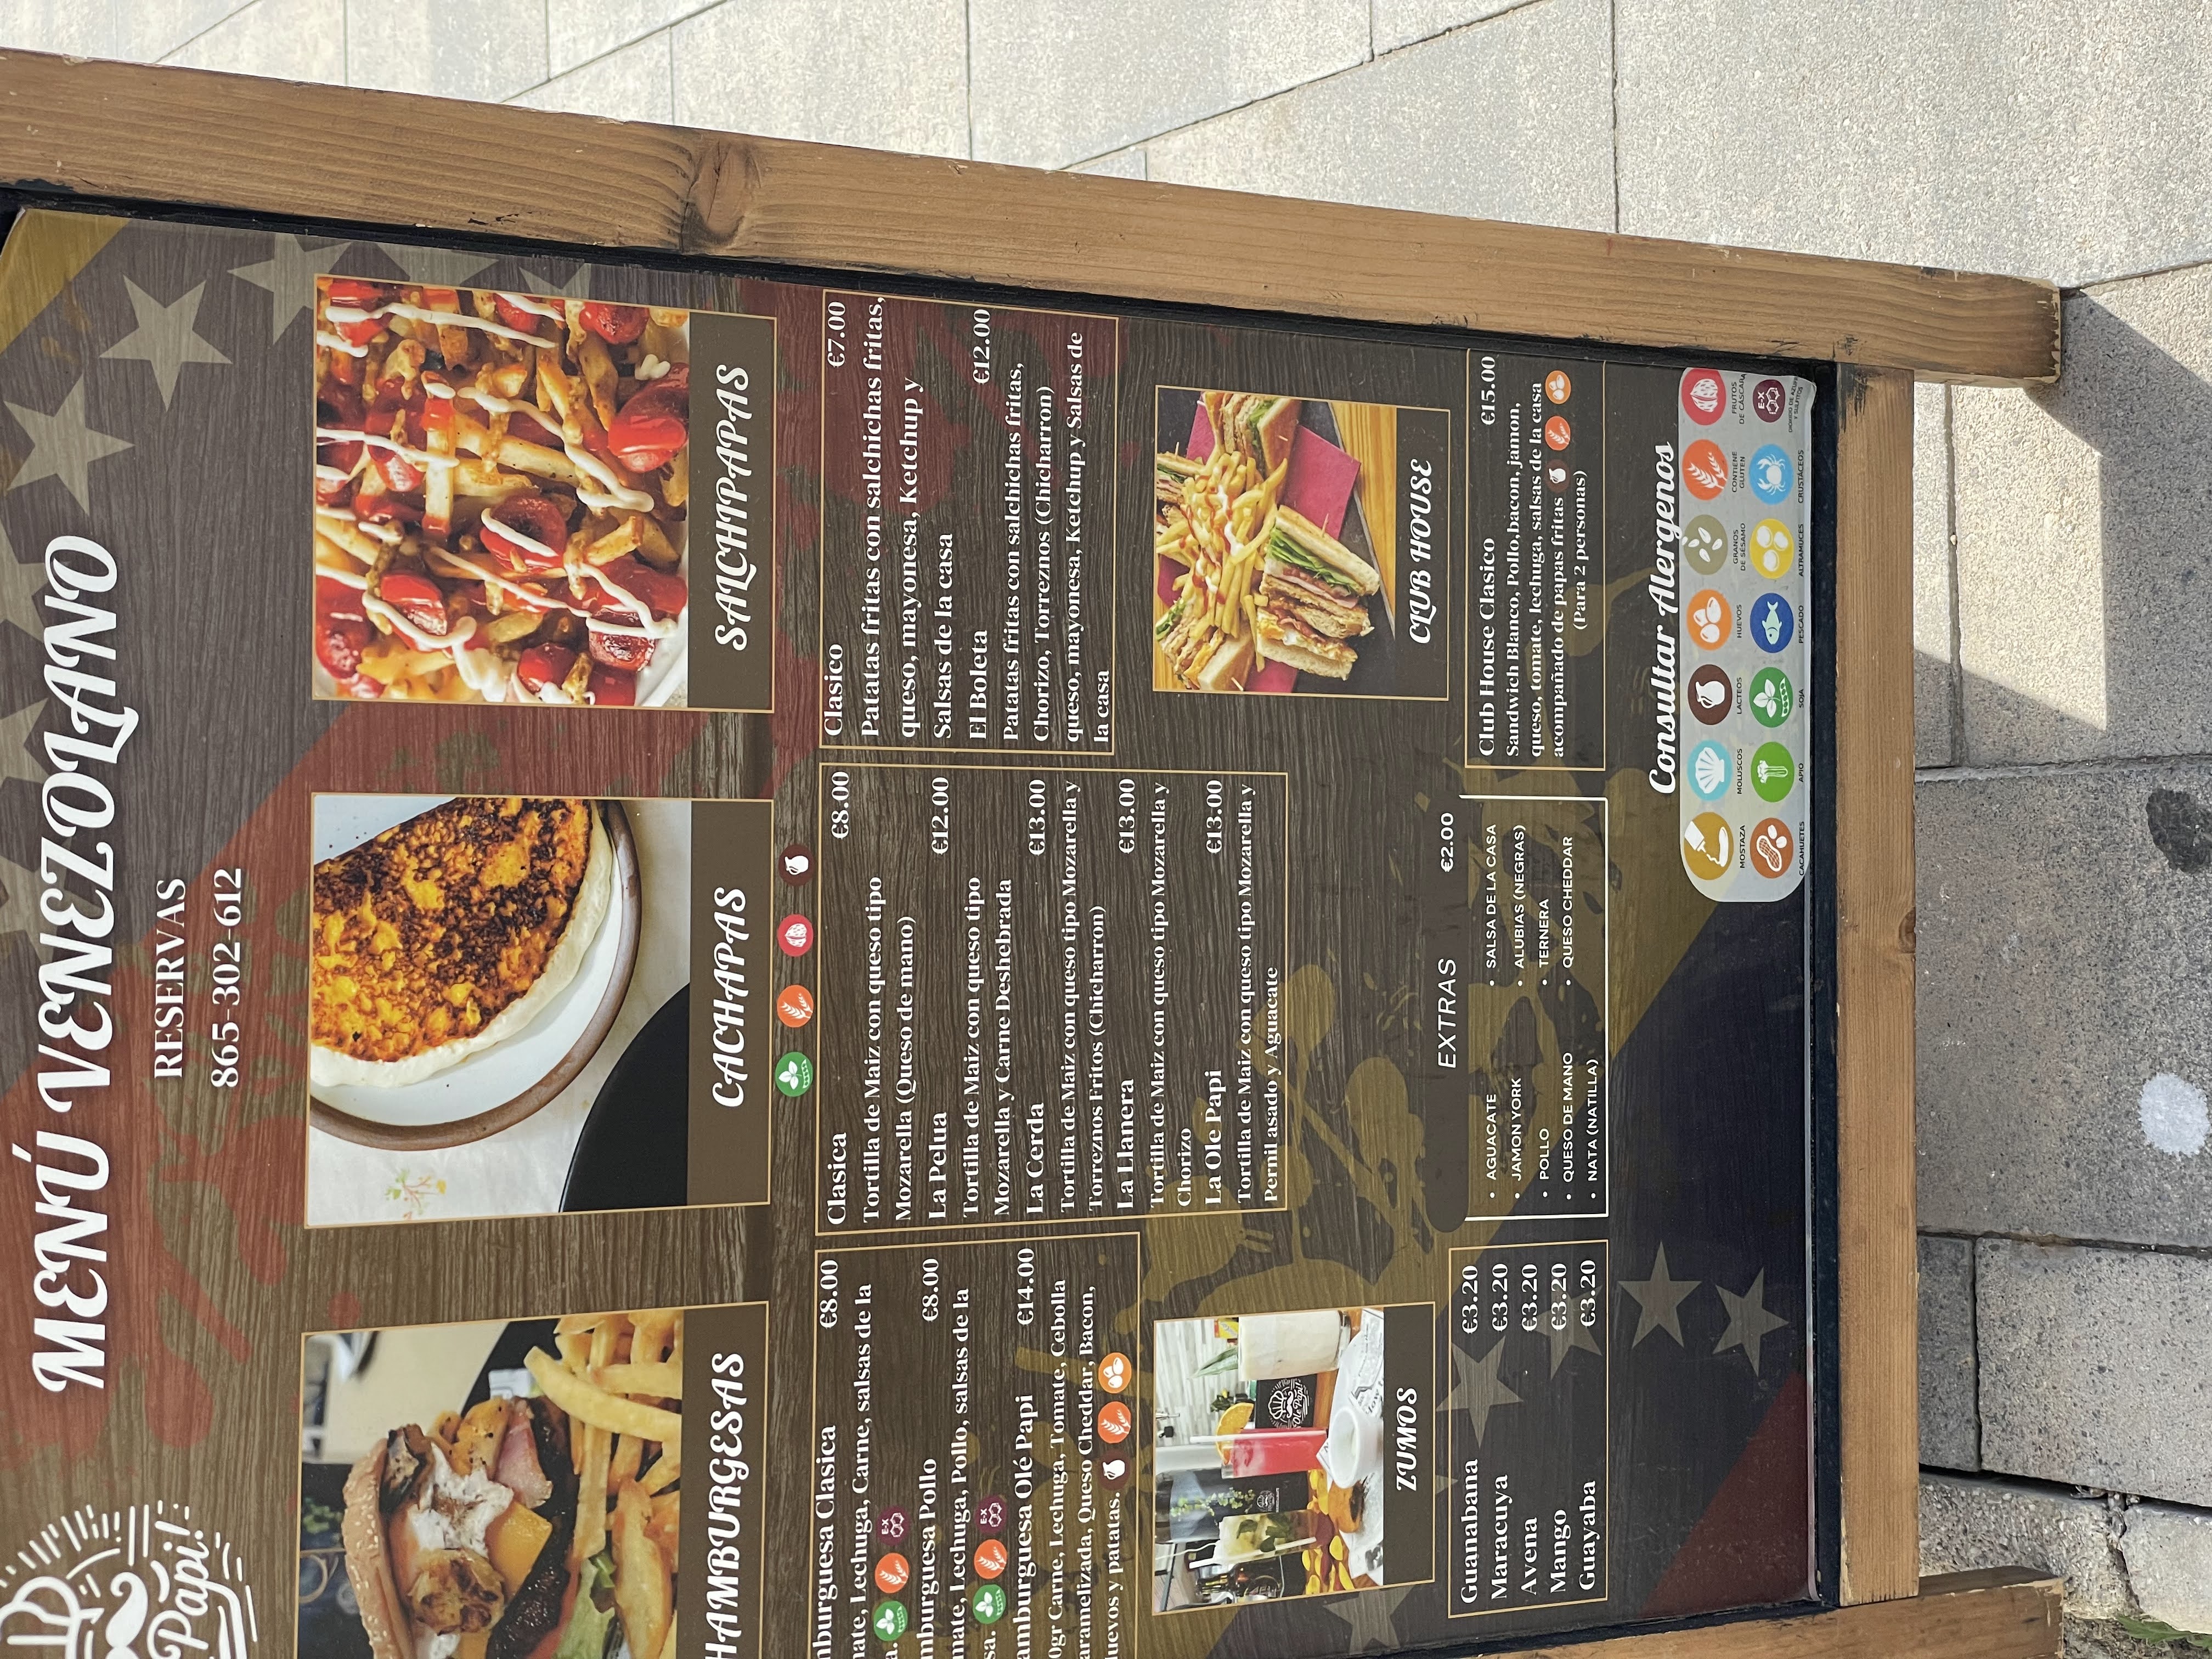 MENÚ VENEZOLANO
Papi!
RESERVAS
865-302-612
HAMBURGESAS
€8.00
Lechuga, Carne, salsas de la
E-X
Pollo €8.00
Lechuga, Pollo, salsas de la
E-X
Olé Papi €14.00
Carne, Lechuga, Tomate, Cebolla
Queso Cheddar, Bacon,
y patatas.
CACHAPAS
Clasica €8.00
Tortilla de Maiz con queso tipo
Mozarella (Queso de mano)
La Pelua €12.00
Tortilla de Maiz con queso tipo
Mozarella y Carne Deshebrada
La Cerda €13.00
Tortilla de Maiz con queso tipo Mozarella y
Torreznos Fritos (Chicharron)
La Llanera €13.00
Tortilla de Maiz con queso tipo Mozarella y
Chorizo
La Ole Papi €13.00
Tortilla de Maiz con queso tipo Mozarella y
Pernil asado y Aguacate
SALCHIPAPAS
Clasico €7.00
Patatas fritas con salchichas fritas,
queso, mayonesa, Ketchup y
Salsas de la casa
El Boleta €12.00
Patatas fritas con salchichas fritas,
Chorizo, Torreznos (Chicharron)
queso, mayonesa, Ketchup y Salsas de
la casa
Ole Papi!
ZUMOS
Guanabana €3.20
Maracuya €3.20
Avena €3.20
Mango €3.20
Guayaba €3.20
EXTRAS €2.00
• AGUACATE
• JAMON YORK
• POLLO
• QUESO DE MANO
• NATA (NATILLA)
• SALSA DE LA CASA
• ALUBIAS (NEGRAS)
• TERNERA
• QUESO CHEDDAR
CLUB HOUSE
Club House Clasico €15.00
Sandwich Blanco, Pollo,bacon, jamon,
queso, tomate, lechuga, salsas de la casa
acompañado de papas fritas
(Para 2 personas)
Consultar Alergenos
MOSTAZA
MOLUSCOS
LACTEOS
HUEVOS
GRANOS
DE SÉSAMO
CONTIENE
GLUTEN
FRUTOS
DE CÁSCARA
CACAHUETES
APIO
SOJA
PESCADO
ALTRAMUCES
CRUSTÁCEOS
E-X
DIOXIDO DE AZUFRE
Y SULFITOS